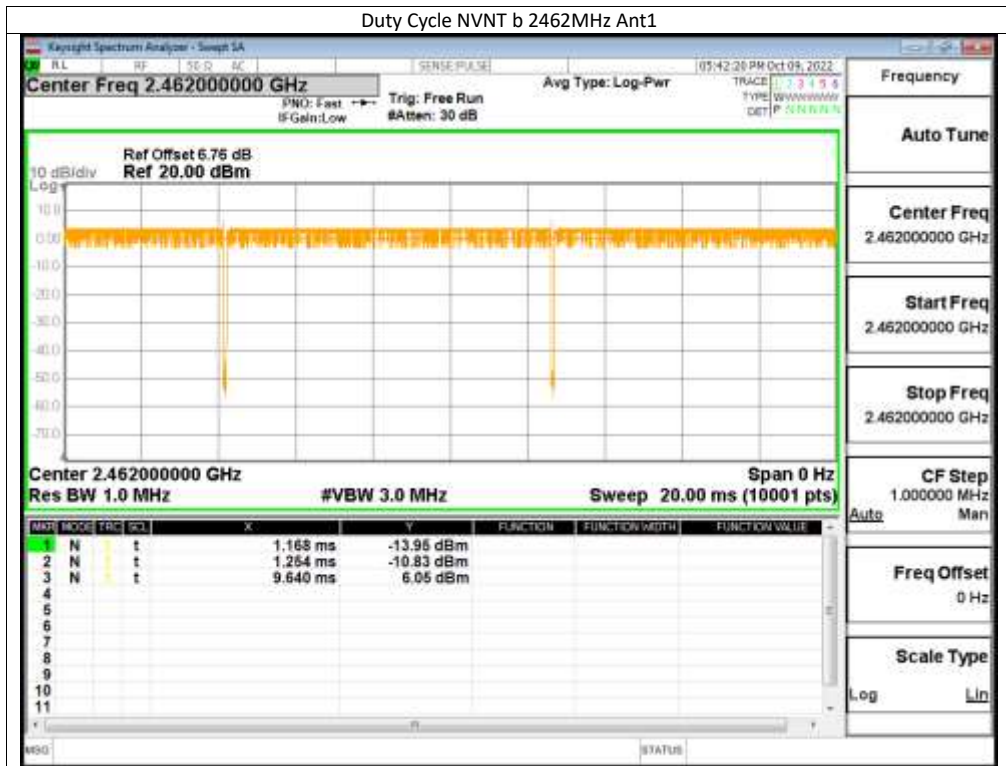 Duty Cycle NVNT b 2462MHz Ant1
Keysight Spectrum Analyzer - Swept SA
RL RF 50 Ω AC SENSE:PULSE 05:42:20 PM Oct 09, 2022
Center Freq 2.462000000 GHz
PNO: Fast
IFGain:Low
Trig: Free Run
#Atten: 30 dB
Avg Type: Log-Pwr
TRACE 1 2 3 4 5 6
TYPE
DET P N N N N N
Ref Offset 6.76 dB
10 dB/div Ref 20.00 dBm
Log
10.0
0.00
-10.0
-20.0
-30.0
-40.0
-50.0
-60.0
-70.0
Center 2.462000000 GHz Span 0 Hz
Res BW 1.0 MHz #VBW 3.0 MHz Sweep 20.00 ms (10001 pts)
MKR MODE TRC SCL X Y FUNCTION FUNCTION WIDTH FUNCTION VALUE
1 N 1 t 1.168 ms -13.95 dBm
2 N 1 t 1.254 ms -10.83 dBm
3 N 1 t 9.640 ms 6.05 dBm
4
5
6
7
8
9
10
11
MSG STATUS
Frequency
Auto Tune
Center Freq
2.462000000 GHz
Start Freq
2.462000000 GHz
Stop Freq
2.462000000 GHz
CF Step
1.000000 MHz
Auto Man
Freq Offset
0 Hz
Scale Type
Log Lin